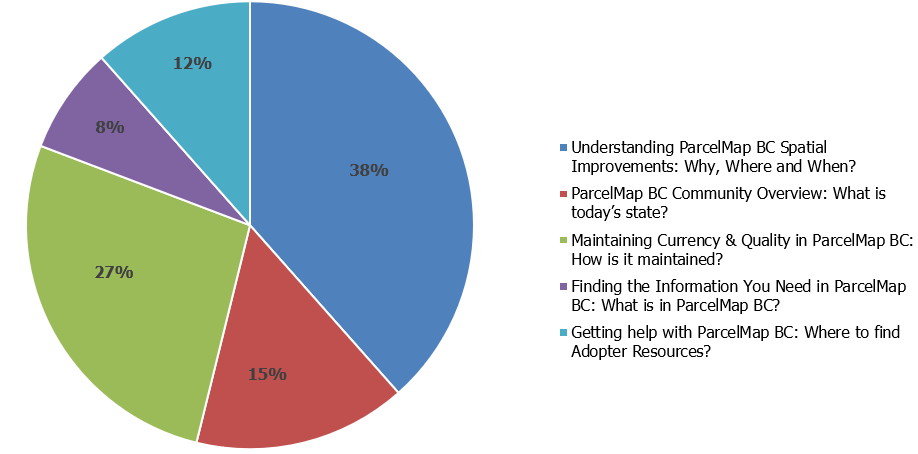 12%
8%
38%
27%
15%
Understanding ParcelMap BC Spatial
Improvements: Why, Where and When?
ParcelMap BC Community Overview: What is
today’s state?
Maintaining Currency & Quality in ParcelMap BC:
How is it maintained?
Finding the Information You Need in ParcelMap
BC: What is in ParcelMap BC?
Getting help with ParcelMap BC: Where to find
Adopter Resources?